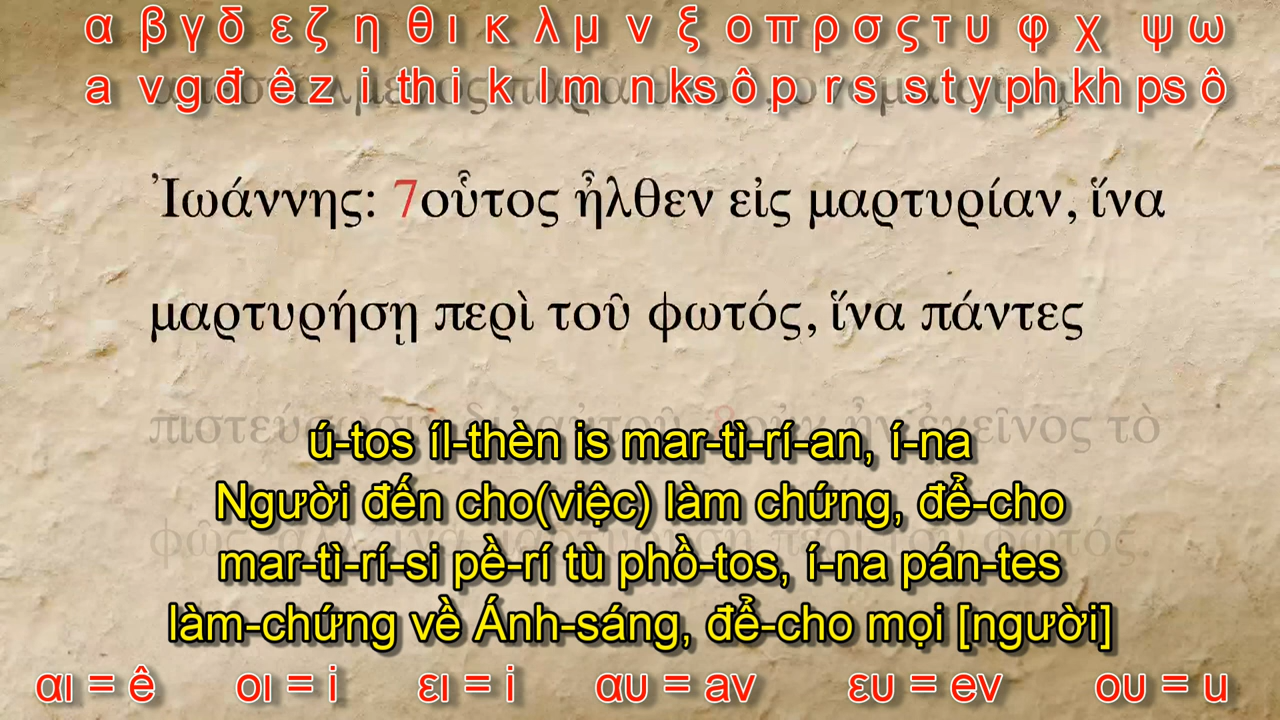 α β γ δ ε ζ η θ ι κ λ μ ν ξ ο π ρ σ ς τ υ φ χ ψ ω
a v g đ ê z i th i k l m n ks ô p r s s t y ph kh ps ô
Ἰωάννης: 7οὗτος ἦλθεν εἰς μαρτυρίαν, ἵνα
μαρτυρήσῃ περὶ τοῦ φωτός, ἵνα πάντες
ἐκεῖνος τὸ
ú-tos íl-thèn is mar-tì-rí-an, í-na
Người đến cho(việc) làm chứng, để-cho
mar-tì-rí-si pề-rí tù phồ-tos, í-na pán-tes
làm-chứng về Ánh-sáng, để-cho mọi [người]
αι = ê οι = i ει = i αυ = av ευ = ev ου = u